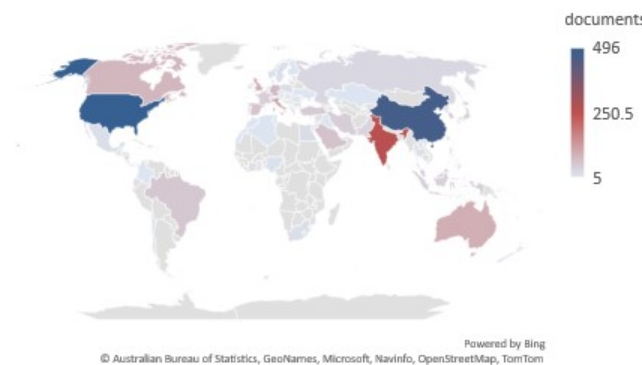 documents
496
250.5
5
Powered by Bing
© Australian Bureau of Statistics, GeoNames, Microsoft, Navinfo, OpenStreetMap, TomTom